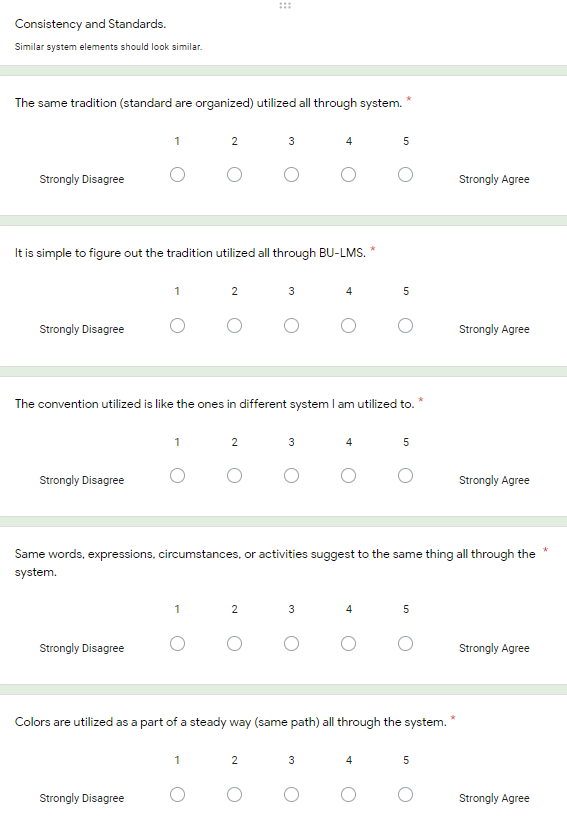 Consistency and Standards.
Similar system elements should look similar.
The same tradition (standard are organized) utilized all through system. *
1 2 3 4 5
Strongly Disagree Strongly Agree
It is simple to figure out the tradition utilized all through BU-LMS. *
1 2 3 4 5
Strongly Disagree Strongly Agree
The convention utilized is like the ones in different system I am utilized to. *
1 2 3 4 5
Strongly Disagree Strongly Agree
Same words, expressions, circumstances, or activities suggest to the same thing all through the *
system.
1 2 3 4 5
Strongly Disagree Strongly Agree
Colors are utilized as a part of a steady way (same path) all through the system. *
1 2 3 4 5
Strongly Disagree Strongly Agree